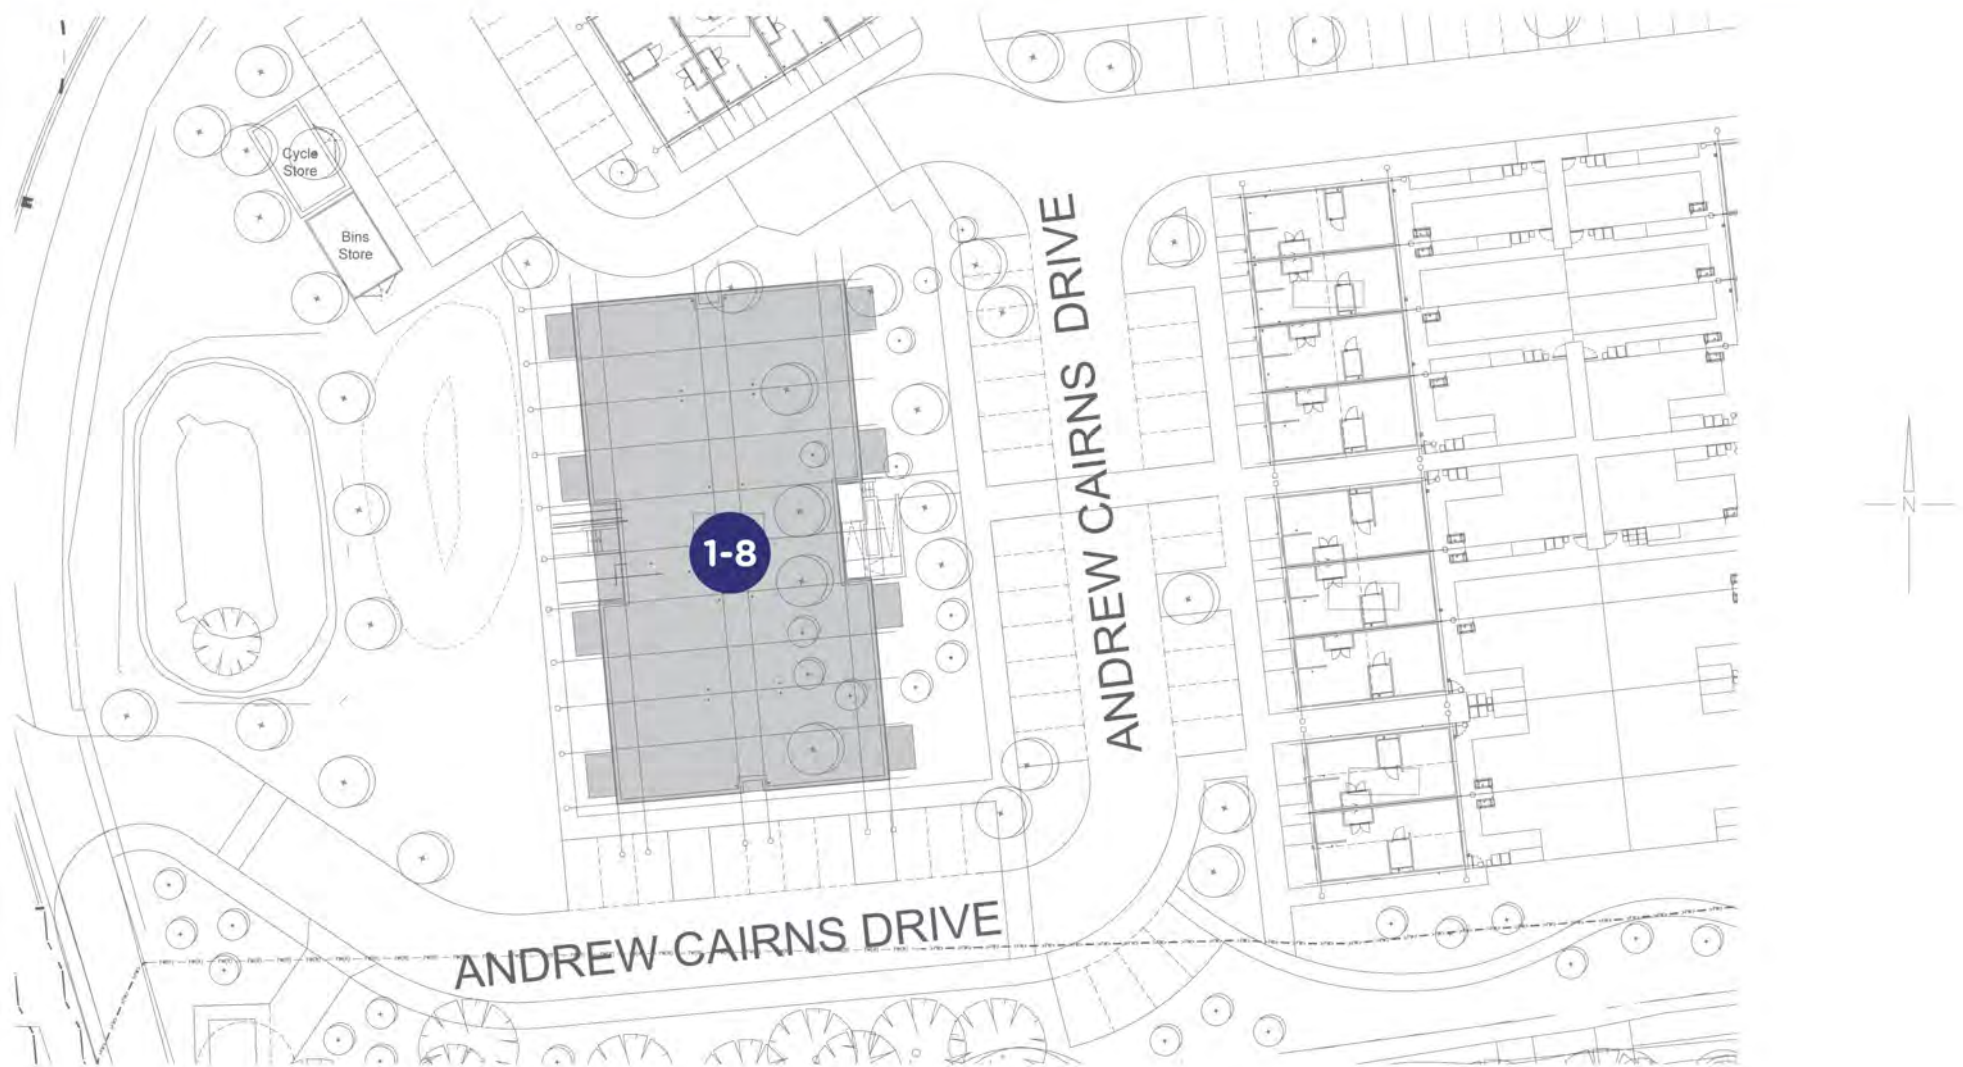 Cycle
Store
Bins
Store
ANDREW CAIRNS DRIVE
1-8
N
ANDREW CAIRNS DRIVE